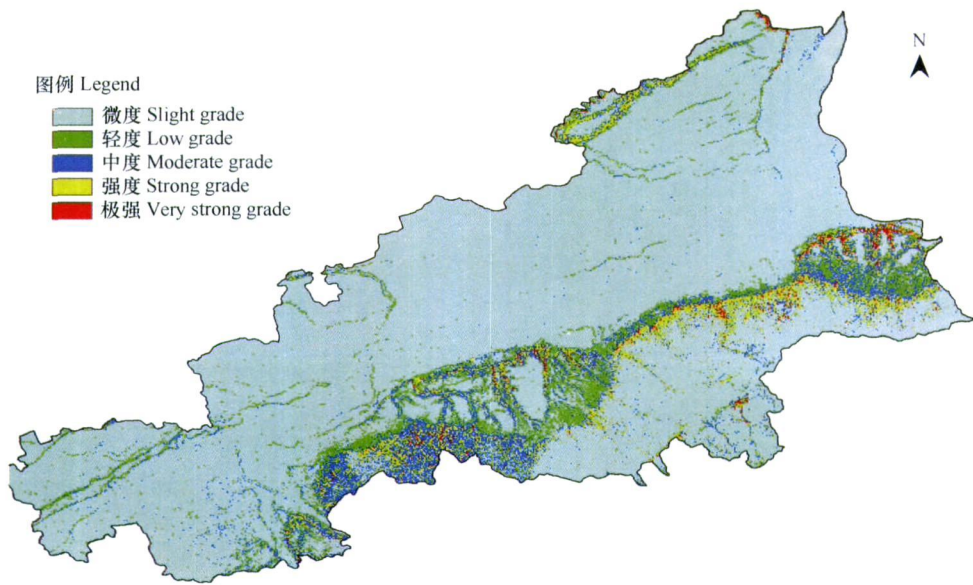 N
图例 Legend
微度 Slight grade
轻度 Low grade
中度 Moderate grade
强度 Strong grade
极强 Very strong grade